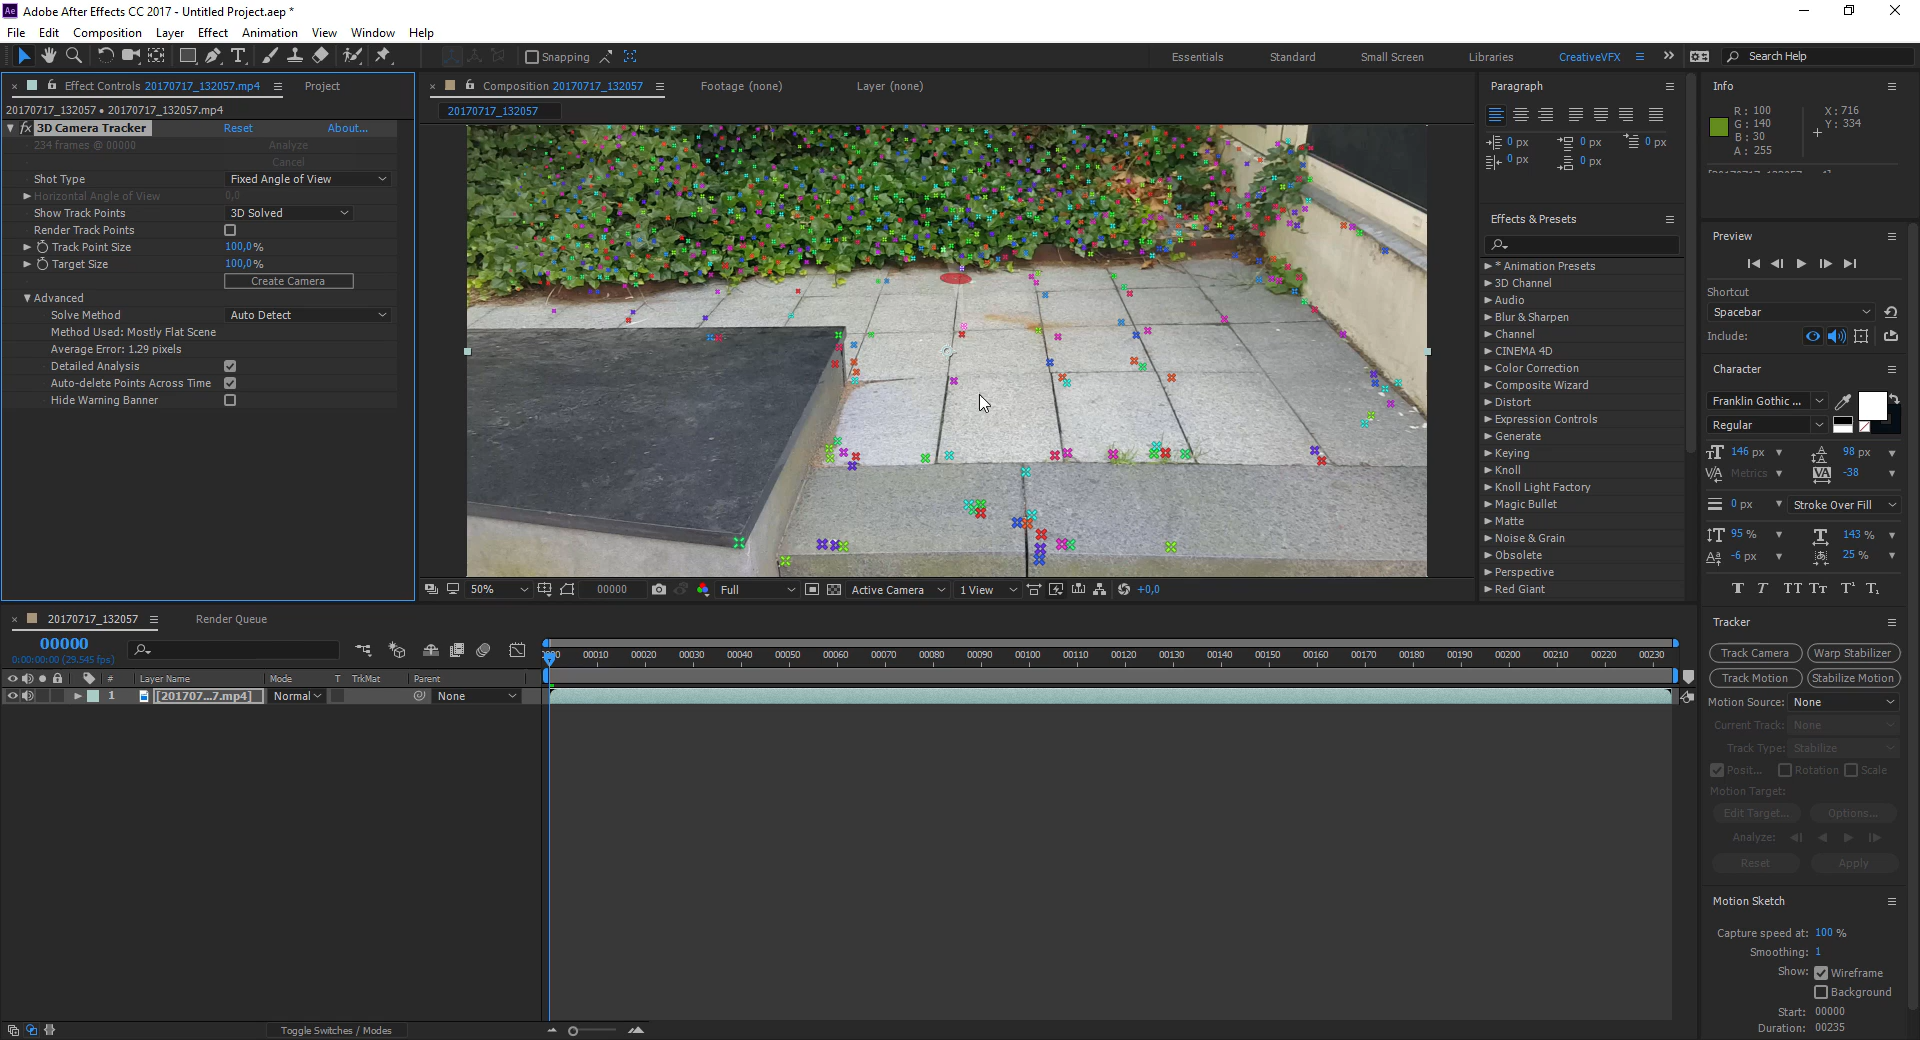 Adobe After Effects CC 2017 - Untitled Project.aep *
File Edit Composition Layer Effect Animation View Window Help
Snapping
Essentials Standard Small Screen Libraries CreativeVFX Search Help
Effect Controls 20170717_132057.mp4 Project
20170717_132057 • 20170717_132057.mp4
fx 3D Camera Tracker Reset About...
234 frames @ 00000 Analyze
Cancel
Shot Type Fixed Angle of View
Horizontal Angle of View 0,0
Show Track Points 3D Solved
Render Track Points
Track Point Size 100,0%
Target Size 100,0%
Create Camera
Advanced
Solve Method Auto Detect
Method Used: Mostly Flat Scene
Average Error: 1.29 pixels
Detailed Analysis
Auto-delete Points Across Time
Hide Warning Banner
Composition 20170717_132057 Footage (none) Layer (none)
20170717_132057
50% 00000 Full Active Camera 1 View +0,0
Paragraph
0 px 0 px 0 px
0 px 0 px
Effects & Presets
* Animation Presets
3D Channel
Audio
Blur & Sharpen
Channel
CINEMA 4D
Color Correction
Composite Wizard
Distort
Expression Controls
Generate
Keying
Knoll
Knoll Light Factory
Magic Bullet
Matte
Noise & Grain
Obsolete
Perspective
Red Giant
Info
R: 100 X: 716
G: 140 Y: 334
B: 30
A: 255
Preview
Shortcut
Spacebar
Include:
Character
Franklin Gothic ...
Regular
146 px 98 px
Metrics -38
0 px Stroke Over Fill
95 % 143 %
-6 px 25 %
Tracker
Track Camera Warp Stabilizer
Track Motion Stabilize Motion
Motion Source: None
Current Track: None
Track Type: Stabilize
Posit... Rotation Scale
Motion Target:
Edit Target... Options...
Analyze:
Reset Apply
Motion Sketch
Capture speed at: 100 %
Smoothing: 1
Show: Wireframe
Background
Start: 00000
Duration: 00235
20170717_132057 Render Queue
00000
0:00:00:00 (29.545 fps)
00010 00020 00030 00040 00050 00060 00070 00080 00090 00100 00110 00120 00130 00140 00150 00160 00170 00180 00190 00200 00210 00220 00230
# Layer Name Mode T TrkMat Parent
1 [201707...7.mp4] Normal None
Toggle Switches / Modes